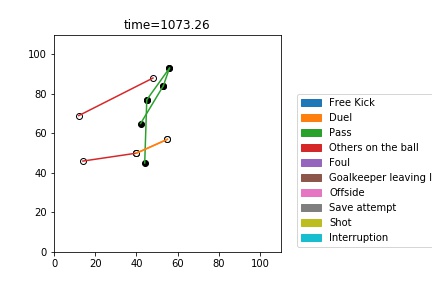 time=1073.26
100
80
60
40
20
0
0 20 40 60 80 100
Free Kick
Duel
Pass
Others on the ball
Foul
Goalkeeper leaving l
Offside
Save attempt
Shot
Interruption